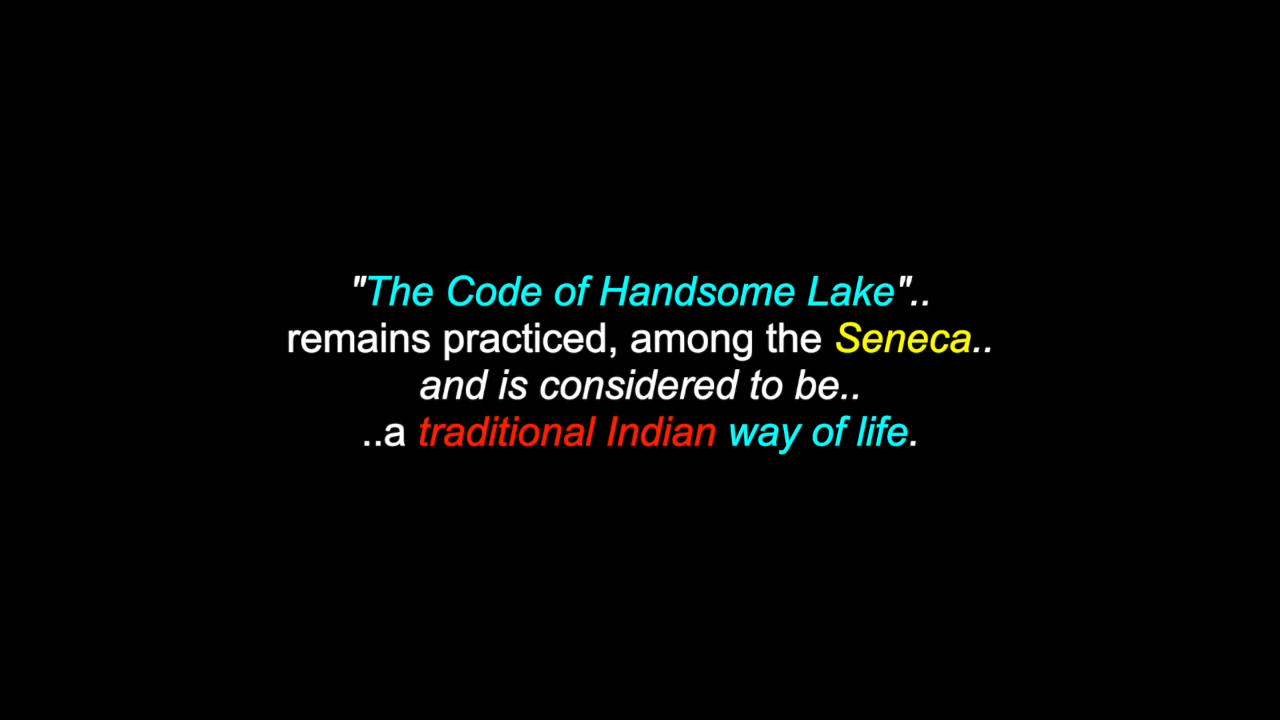 "The Code of Handsome Lake"..
remains practiced, among the Seneca..
and is considered to be..
..a traditional Indian way of life.